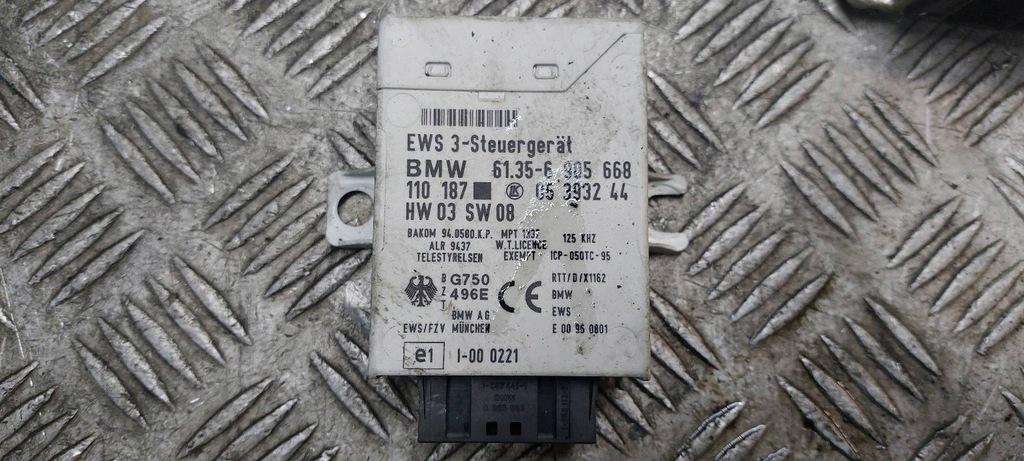 EWS 3-Steuergerät
BMW 61.35-6 905 668
110 187 LK 05 3932 44
HW 03 SW 08
BAKOM 94.0580.K.P. MPT 1337 125 KHZ
ALR 9437 W.T.LICENCE
TELESTYRELSEN EXEMPT ICP-050TC-95
BZT G750 496E RTT/D/X1162
CE BMW
BMW AG EWS
EWS/FZV MÜNCHEN E 00 95 0801
e1 I-00 0221